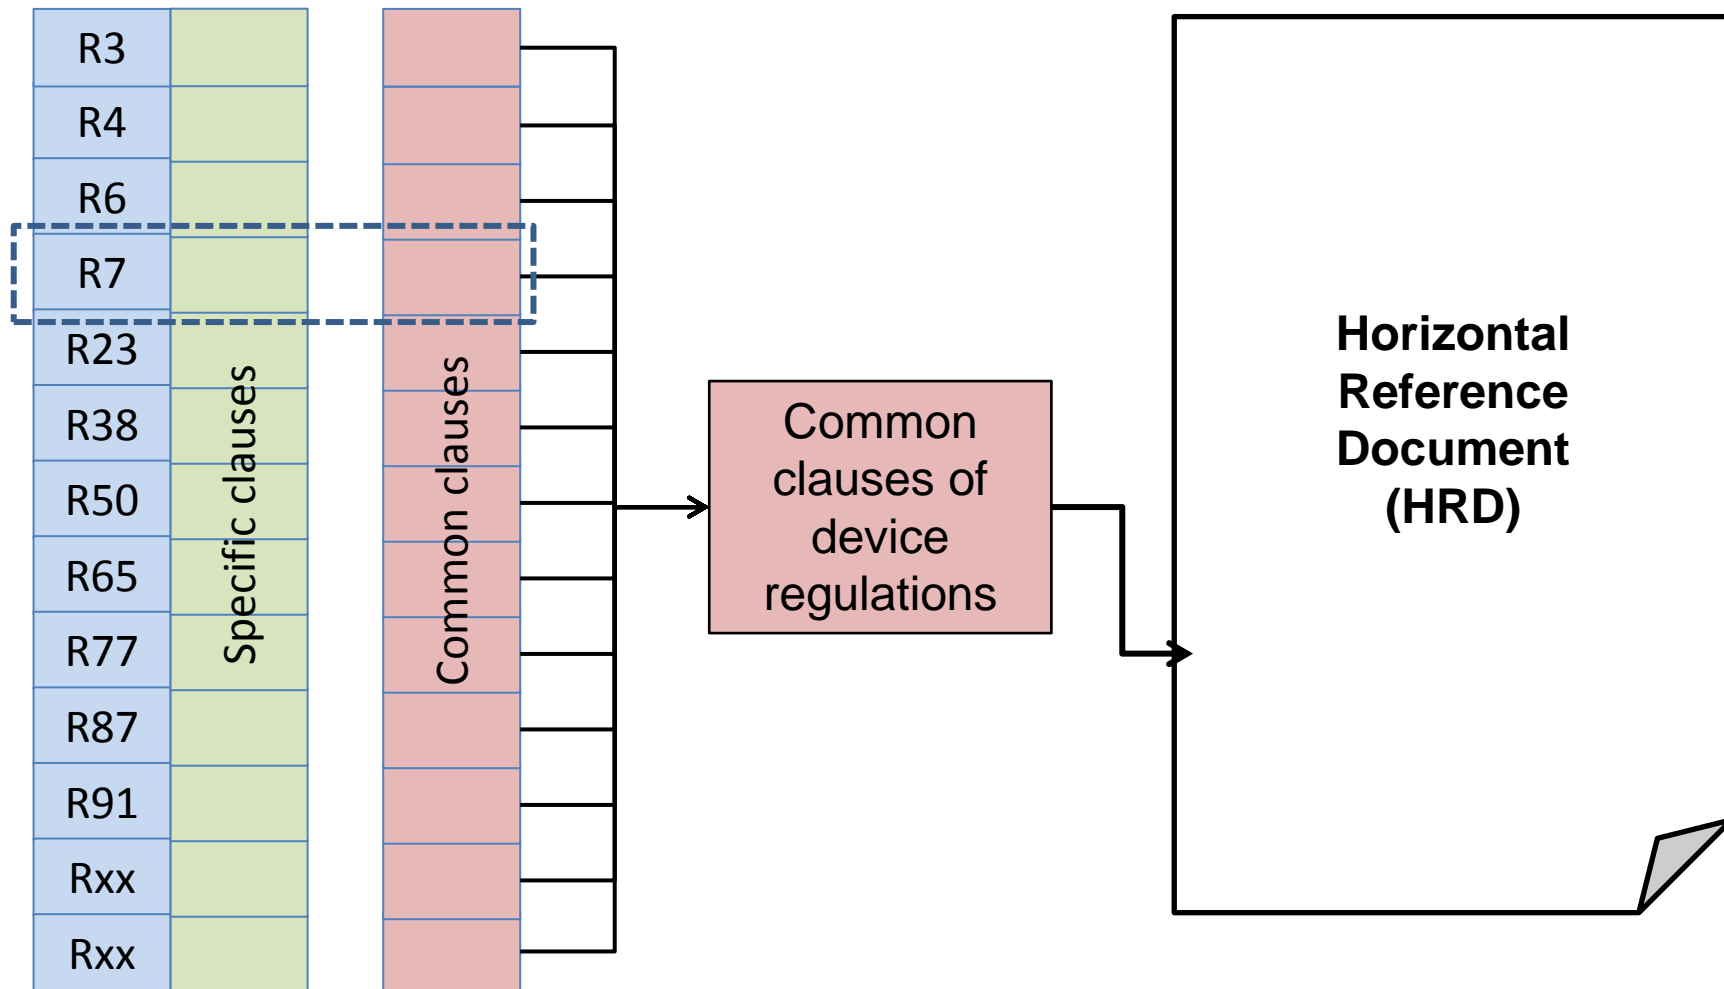 R3
R4
R6
R7
R23
R38
R50
R65
R77
R87
R91
Rxx
Rxx
Specific clauses
Common clauses
Common
clauses of
device
regulations
Horizontal
Reference
Document
(HRD)